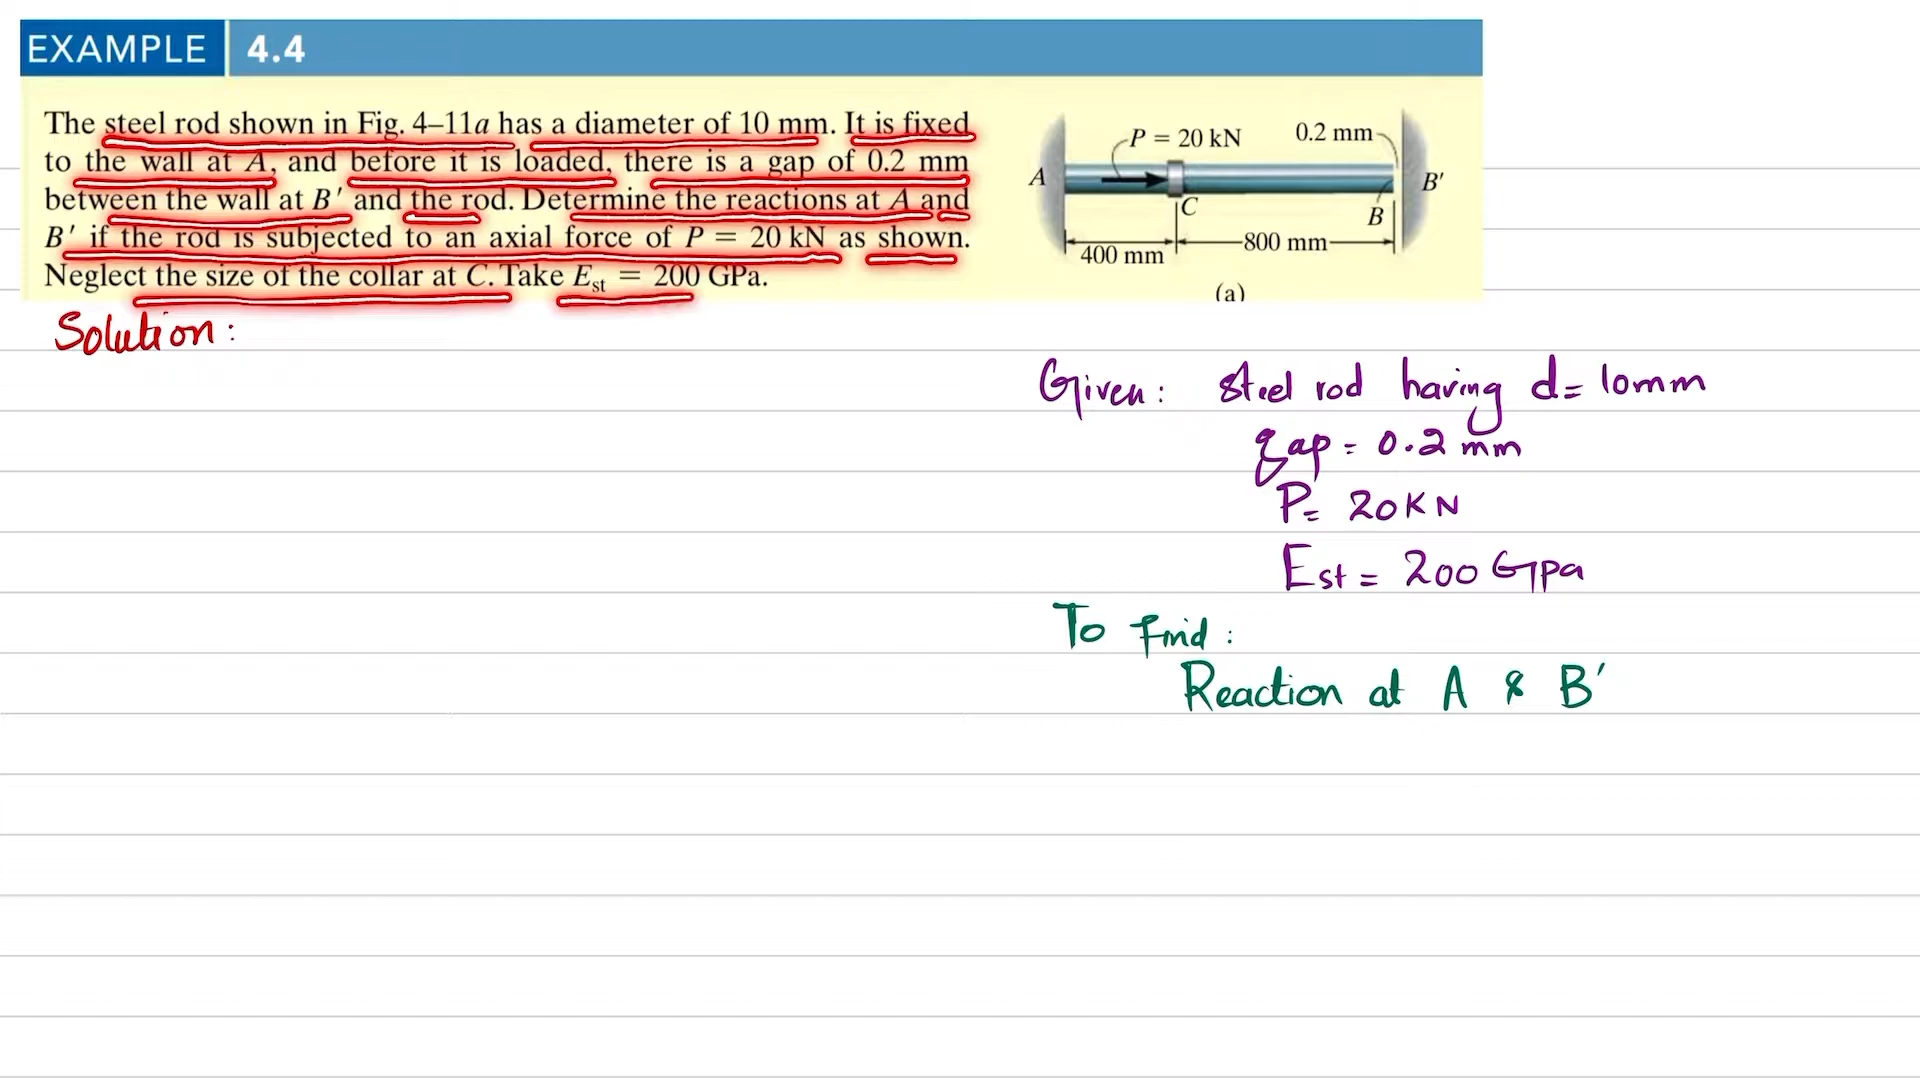 EXAMPLE 4.4
The steel rod shown in Fig. 4–11a has a diameter of 10 mm. It is fixed
to the wall at A, and before it is loaded, there is a gap of 0.2 mm
between the wall at B′ and the rod. Determine the reactions at A and
B′ if the rod is subjected to an axial force of P = 20 kN as shown.
Neglect the size of the collar at C. Take Est = 200 GPa.
P = 20 kN
0.2 mm
A
B′
C
B
800 mm
400 mm
(a)
Solution:
Given: steel rod having d= 10mm
gap = 0.2 mm
P= 20KN
Est = 200 Gpa
To Find:
Reaction at A & B′